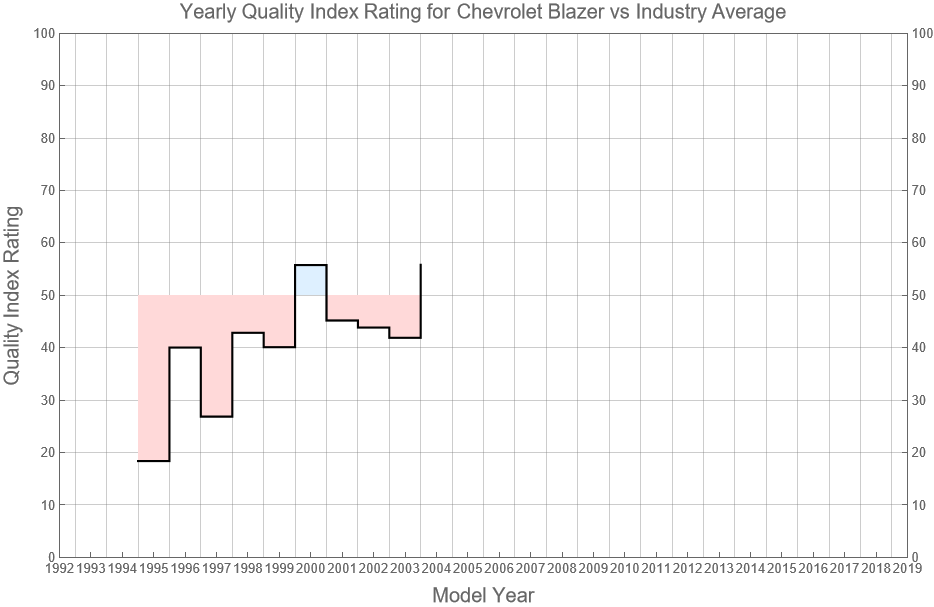 Yearly Quality Index Rating for Chevrolet Blazer vs Industry Average
100 100
90 90
80 80
70 70
60 60
50 50
40 40
30 30
20 20
10 10
0 0
Quality Index Rating
1992 1993 1994 1995 1996 1997 1998 1999 2000 2001 2002 2003 2004 2005 2006 2007 2008 2009 2010 2011 2012 2013 2014 2015 2016 2017 2018 2019
Model Year